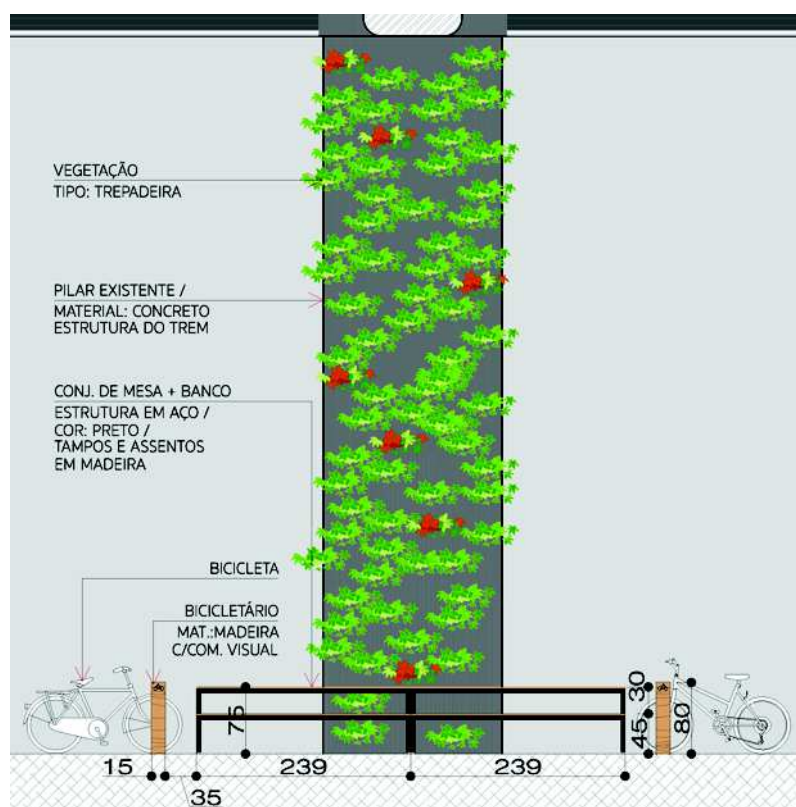 VEGETAÇÃO
TIPO: TREPADEIRA
PILAR EXISTENTE /
MATERIAL: CONCRETO
ESTRUTURA DO TREM
CONJ. DE MESA + BANCO
ESTRUTURA EM AÇO /
COR: PRETO /
TAMPOS E ASSENTOS
EM MADEIRA
BICICLETA
BICICLETÁRIO
MAT.:MADEIRA
C/COM. VISUAL
75
30
45
80
15
35
239
239